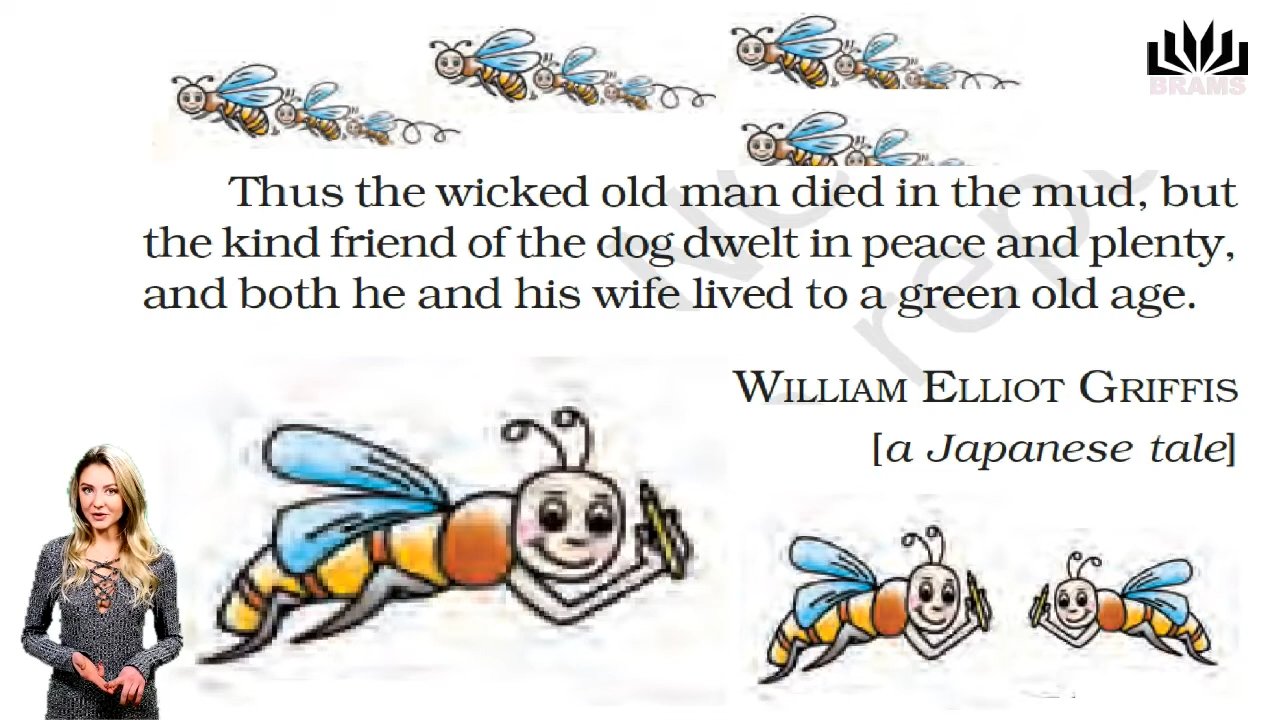 BRAMS
Thus the wicked old man died in the mud, but
the kind friend of the dog dwelt in peace and plenty,
and both he and his wife lived to a green old age.
WILLIAM ELLIOT GRIFFIS
[a Japanese tale]